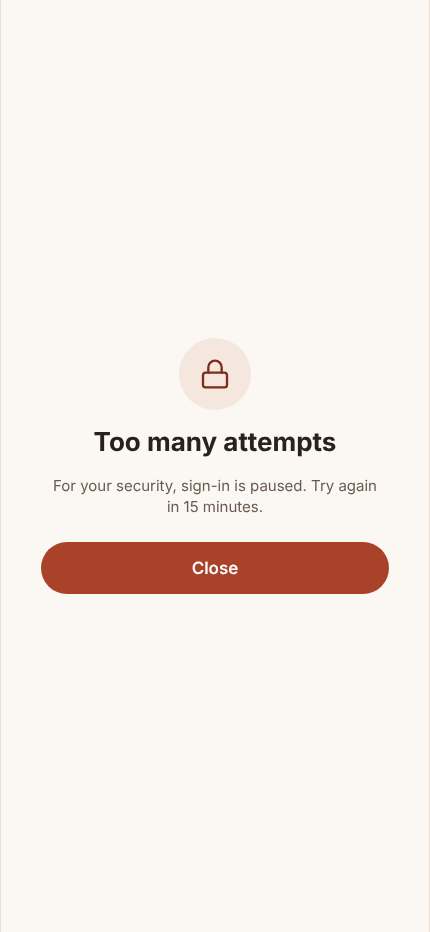 Too many attempts
For your security, sign-in is paused. Try again
in 15 minutes.
Close